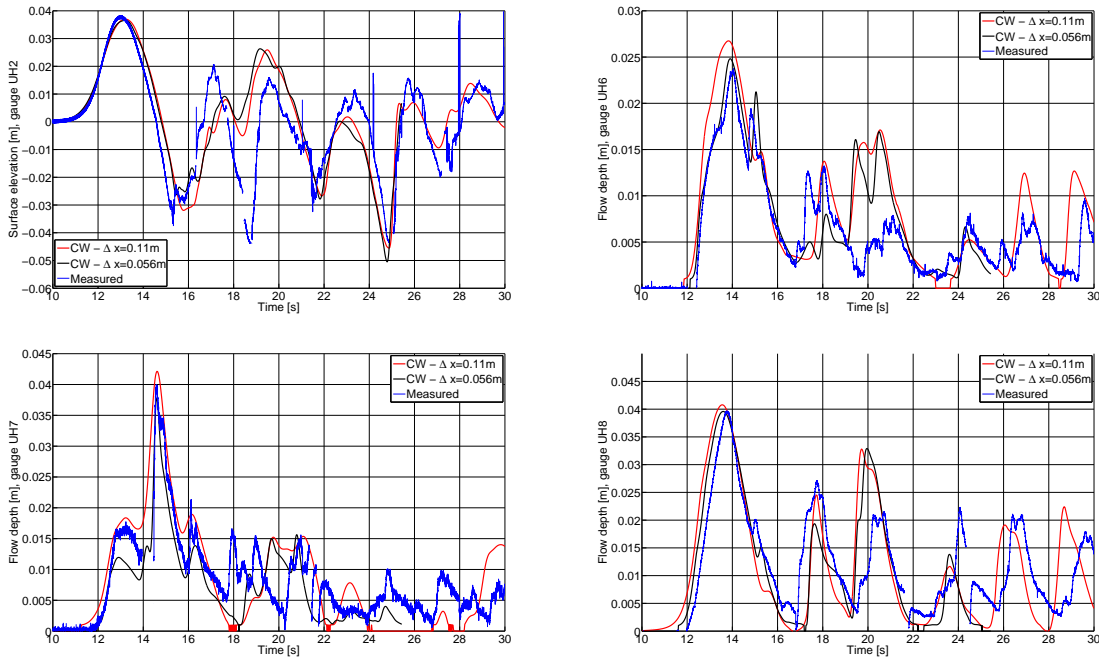 Surface elevation [m], gauge UH2
0.04
0.03
0.02
0.01
0
−0.01
−0.02
−0.03
−0.04
−0.05
−0.06
10 12 14 16 18 20 22 24 26 28 30
Time [s]
CW − Δ x=0.11m
CW − Δ x=0.056m
Measured
Flow depth [m], gauge UH6
0.03
0.025
0.02
0.015
0.01
0.005
0
10 12 14 16 18 20 22 24 26 28 30
Time [s]
CW − Δ x=0.11m
CW − Δ x=0.056m
Measured
Flow depth [m], gauge UH7
0.045
0.04
0.035
0.03
0.025
0.02
0.015
0.01
0.005
0
10 12 14 16 18 20 22 24 26 28 30
Time [s]
CW − Δ x=0.11m
CW − Δ x=0.056m
Measured
Flow depth [m], gauge UH8
0.045
0.04
0.035
0.03
0.025
0.02
0.015
0.01
0.005
0
10 12 14 16 18 20 22 24 26 28 30
Time [s]
CW − Δ x=0.11m
CW − Δ x=0.056m
Measured